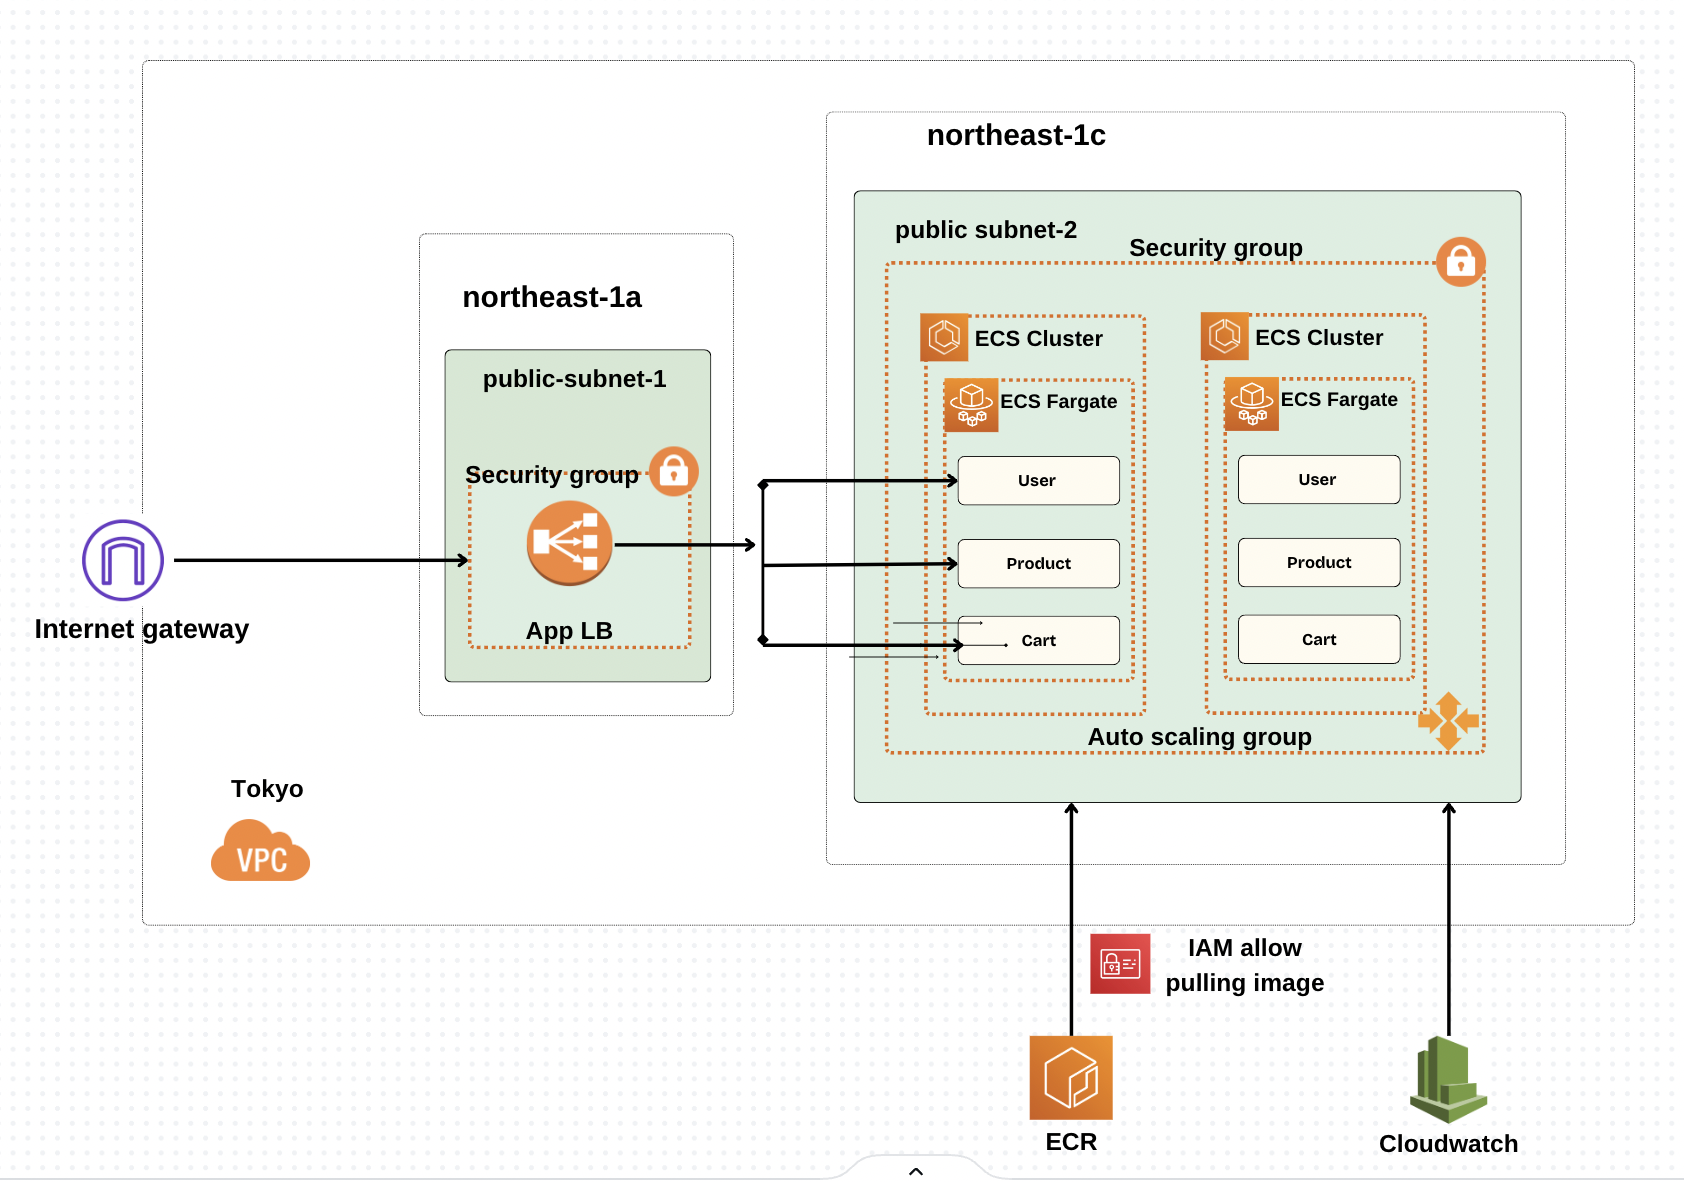 northeast-1c
public subnet-2
Security group
northeast-1a
ECS Cluster
ECS Cluster
public-subnet-1
ECS Fargate
ECS Fargate
Security group
User
User
Product
Product
Internet gateway
App LB
Cart
Cart
Auto scaling group
Tokyo
VPC
IAM allow
pulling image
ECR
Cloudwatch